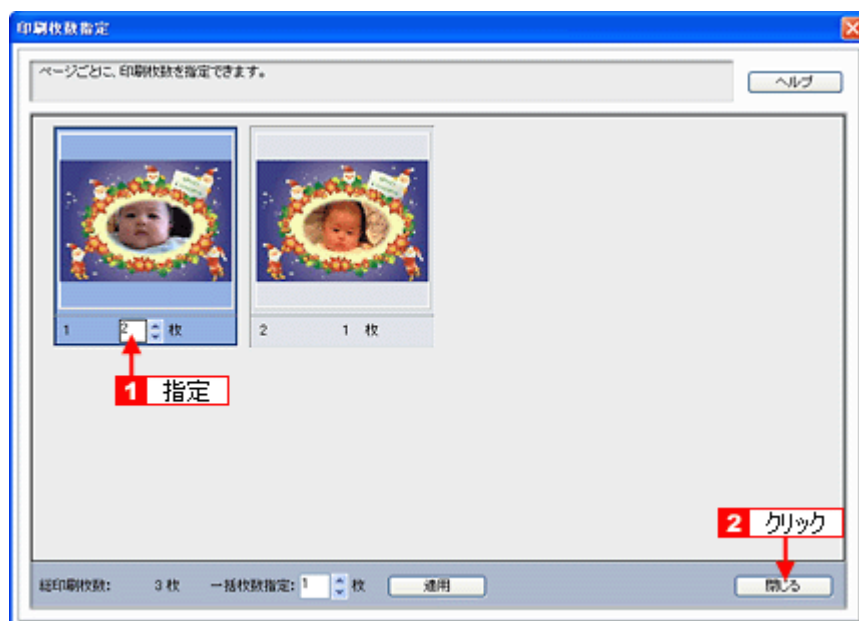 印刷枚数指定
ページごとに、印刷枚数を指定できます。
ヘルプ
1 2 枚
2 1 枚
1 指定
2 クリック
総印刷枚数: 3 枚 一括枚数指定: 1 枚 適用 閉じる